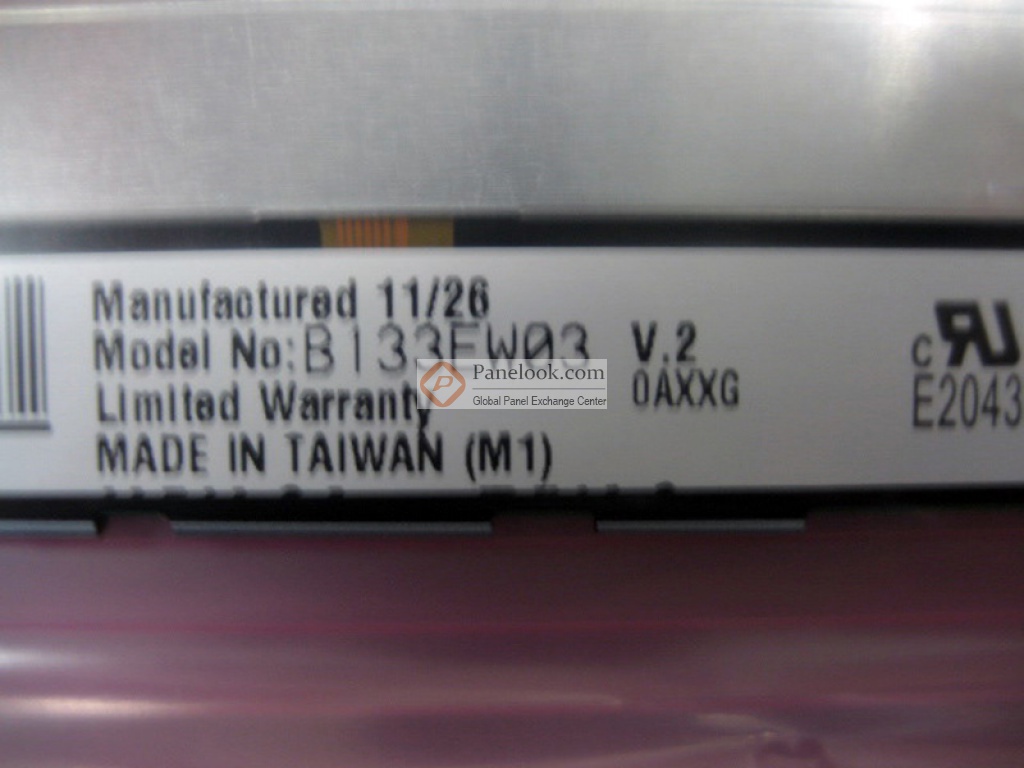 Manufactured 11/26
Model No: B133EW03 V.2
Limited Warranty 0AXXG
MADE IN TAIWAN (M1)
c RU
E2043
Panelook.com
Global Panel Exchange Center